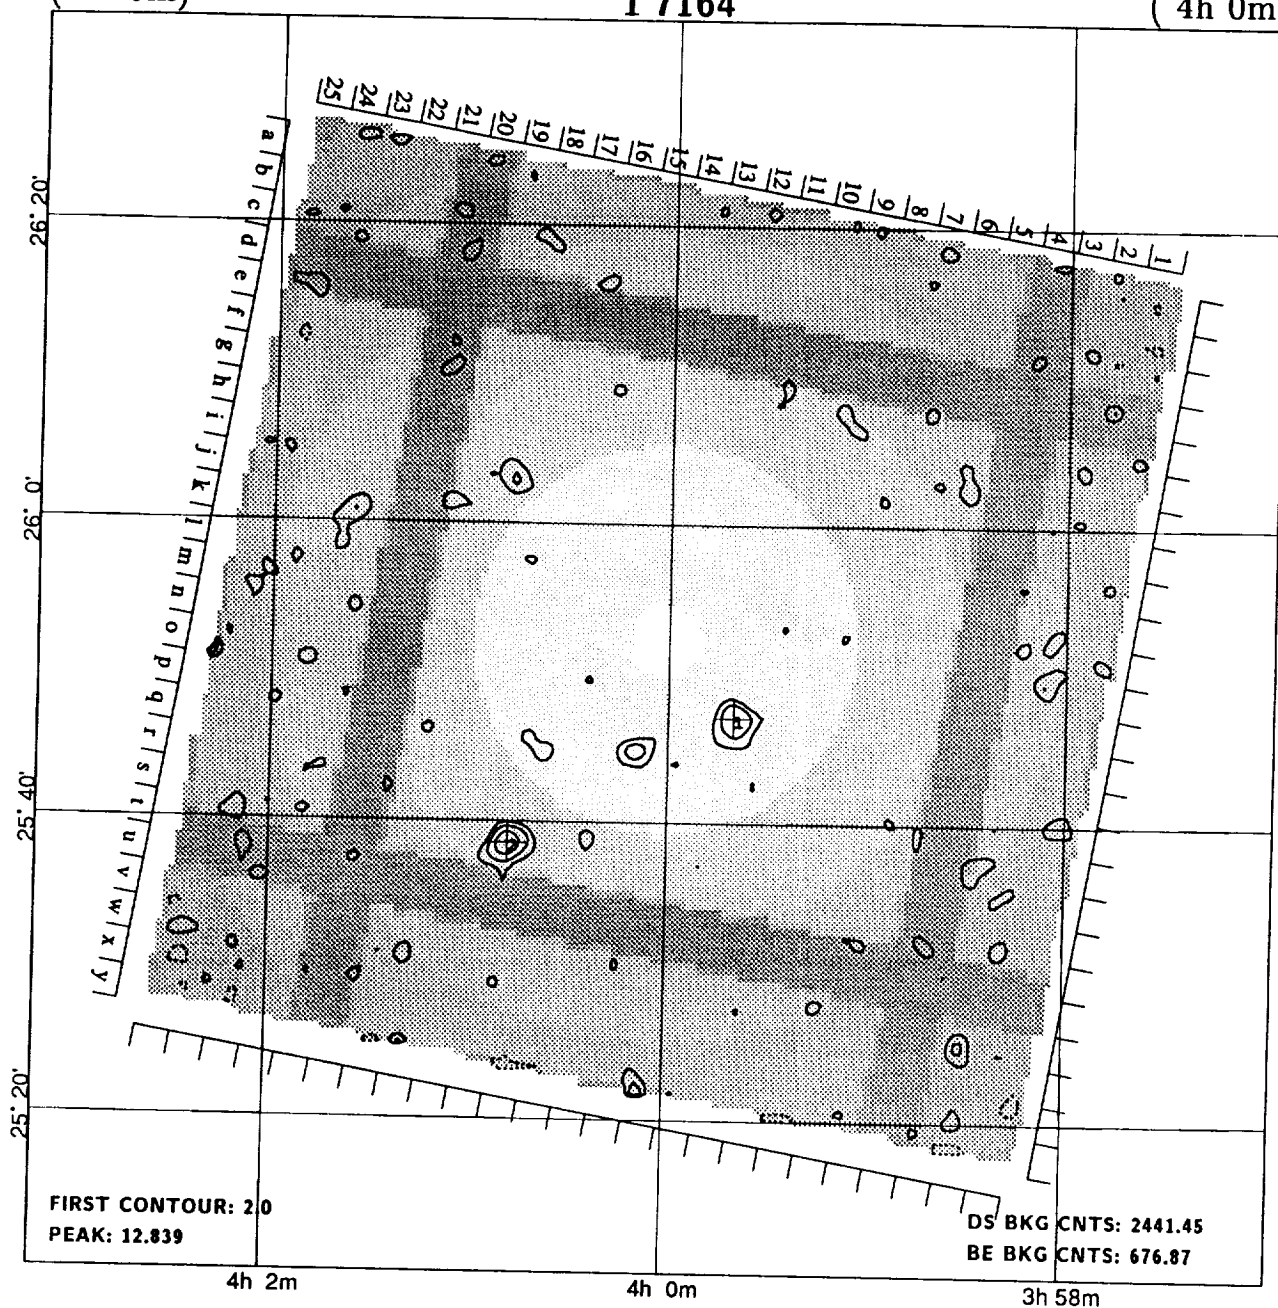 I 7164
( 4h 0m
25 24 23 22 21 20 19 18 17 16 15 14 13 12 11 10 9 8 7 6 5 4 3 2 1
a b c d e f g h i j k l m n o p q r s t u v w x y
26° 20'
26° 0'
25° 40'
25° 20'
FIRST CONTOUR: 2.0
PEAK: 12.839
DS BKG CNTS: 2441.45
BE BKG CNTS: 676.87
4h 2m
4h 0m
3h 58m